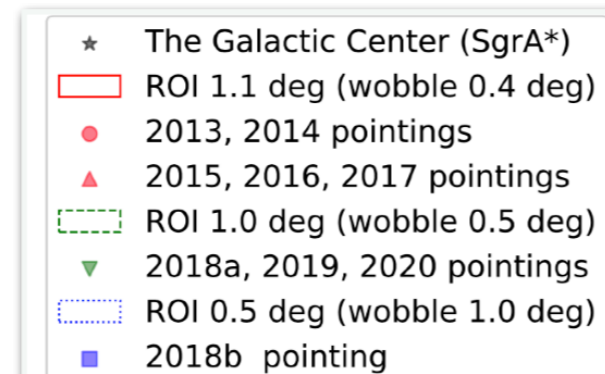 The Galactic Center (SgrA*)
ROI 1.1 deg (wobble 0.4 deg)
2013, 2014 pointings
2015, 2016, 2017 pointings
ROI 1.0 deg (wobble 0.5 deg)
2018a, 2019, 2020 pointings
ROI 0.5 deg (wobble 1.0 deg)
2018b pointing